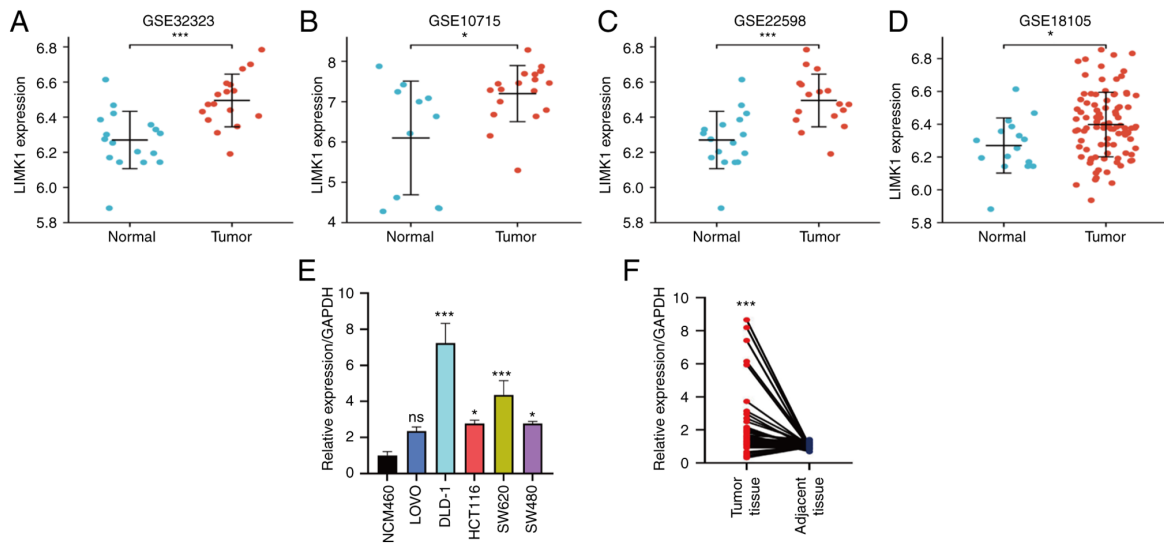 A
GSE32323
***
LIMK1 expression
6.8
6.6
6.4
6.2
6.0
5.8
Normal
Tumor
B
GSE10715
*
LIMK1 expression
8
7
6
5
4
Normal
Tumor
C
GSE22598
***
LIMK1 expression
6.8
6.6
6.4
6.2
6.0
5.8
Normal
Tumor
D
GSE18105
*
LIMK1 expression
6.8
6.6
6.4
6.2
6.0
5.8
Normal
Tumor
E
Relative expression/GAPDH
10
8
6
4
2
0
ns
***
*
***
*
NCM460
LOVO
DLD-1
HCT116
SW620
SW480
F
Relative expression/GAPDH
10
8
6
4
2
0
***
Tumor
tissue
Adjacent
tissue